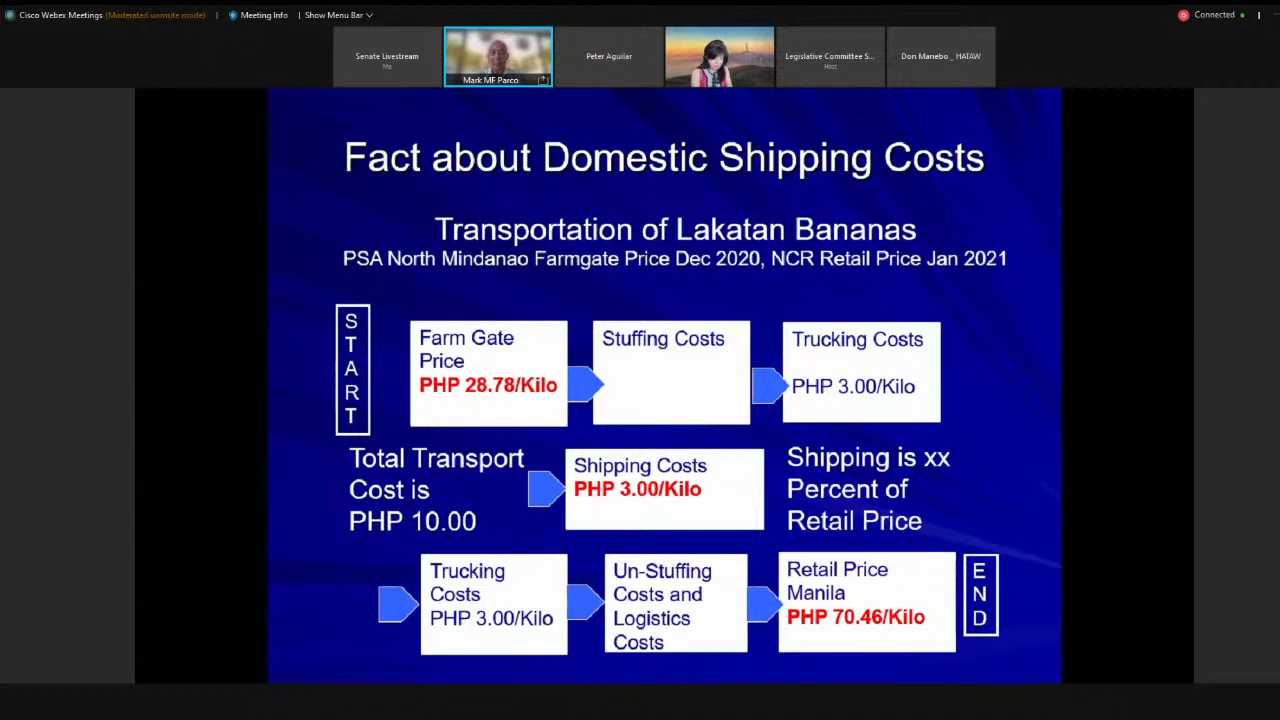 Cisco Webex Meetings (Moderated unmute mode) | Meeting Info | Show Menu Bar
Connected
Senate Livestream
Me
Mark MF Parco
Peter Aguilar
Legislative Committee S...
Host
Don Manebo _ HATAW
Fact about Domestic Shipping Costs
Transportation of Lakatan Bananas
PSA North Mindanao Farmgate Price Dec 2020, NCR Retail Price Jan 2021
START
Farm Gate
Price
PHP 28.78/Kilo
Stuffing Costs
Trucking Costs
PHP 3.00/Kilo
Total Transport
Cost is
PHP 10.00
Shipping Costs
PHP 3.00/Kilo
Shipping is xx
Percent of
Retail Price
Trucking
Costs
PHP 3.00/Kilo
Un-Stuffing
Costs and
Logistics
Costs
Retail Price
Manila
PHP 70.46/Kilo
END